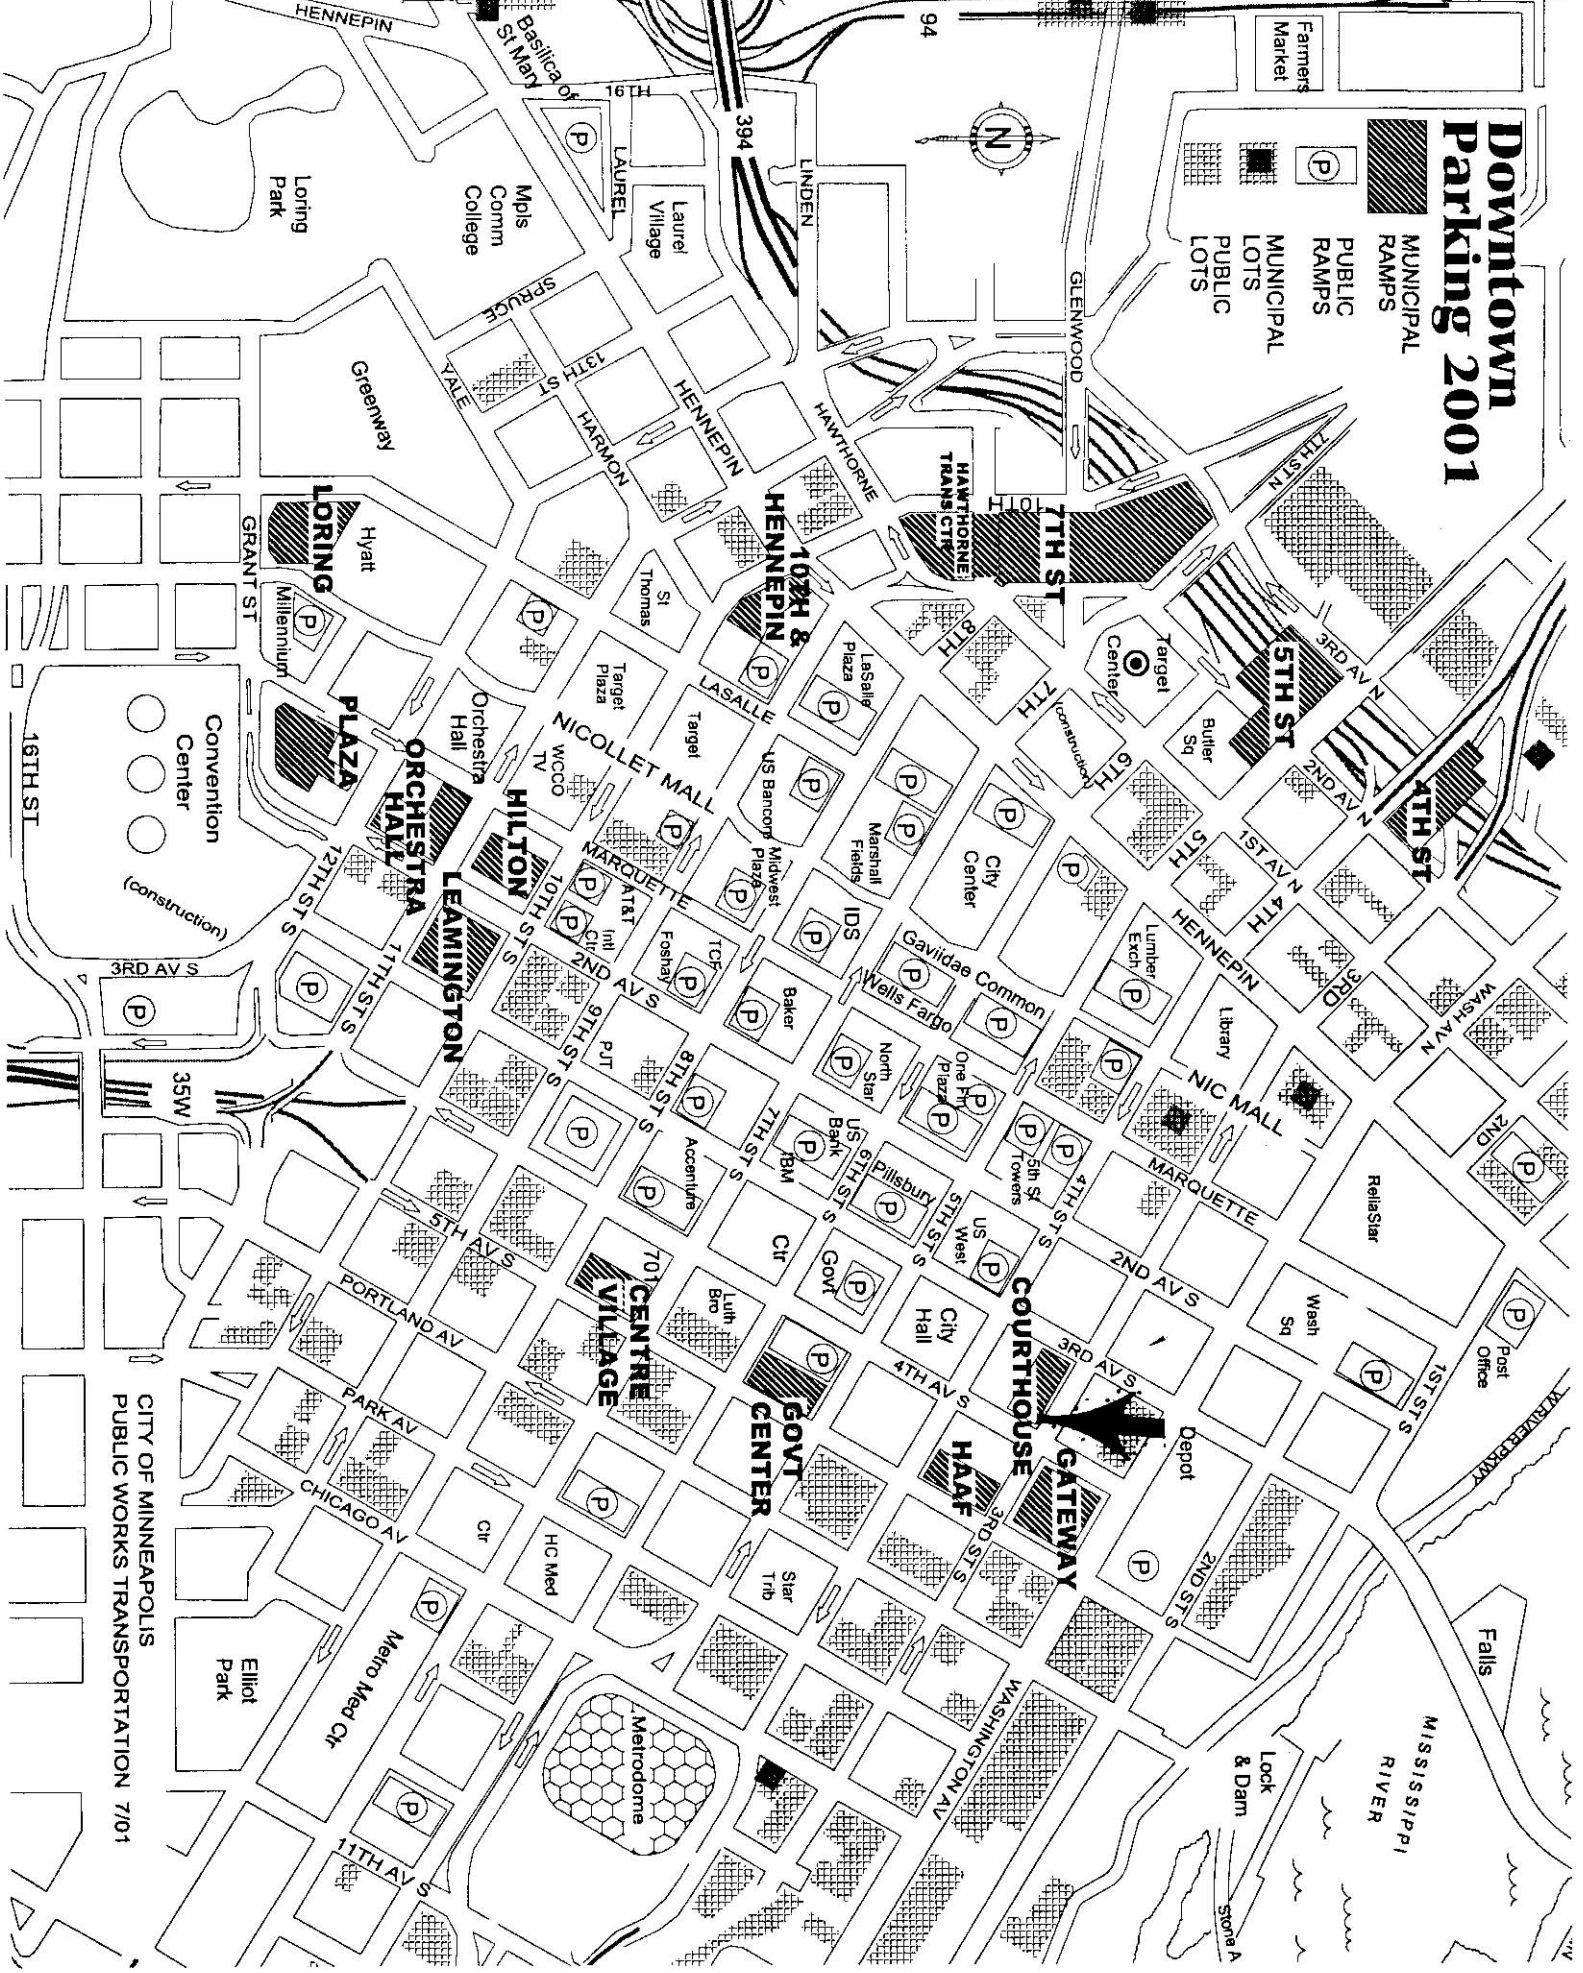 Downtown
Parking 2001
MUNICIPAL
RAMPS
P
PUBLIC
RAMPS
MUNICIPAL
LOTS
PUBLIC
LOTS
N
Farmers
Market
94
394
HENNEPIN
Basilica of
St Mary
16TH
P
LAUREL
Laurel
Village
LINDEN
GLENWOOD
Loring
Park
Mpls
Comm
College
SPRUCE
13TH ST
YALE
HARMON
HENNEPIN
HAWTHORNE
Greenway
HAWTHORNE
TRANS CTR
10TH
7TH ST
7TH ST N
LORING
Hyatt
GRANT ST
Millennium
P
P
St
Thomas
10TH &
HENNEPIN
P
LASALLE
LaSalle
Plaza
P
8TH
7TH
6TH
5TH
4TH
3RD
Target
Center
(construction)
Butler
Sq
5TH ST
3RD AV N
2ND AV N
1ST AV N
4TH ST
HENNEPIN
WASH AV N
2ND
P
Convention
Center
(construction)
16TH ST
PLAZA
ORCHESTRA
HALL
Orchestra
Hall
Target
Plaza
Target
NICOLLET MALL
WCCO
TV
HILTON
LEAMINGTON
MARQUETTE
P
US Bancorp
P
Midwest
Plaza
P
Marshall
Fields
P
P
City
Center
P
P
IDS
P
Gaviidae Common
Wells Fargo
P
P
Lumber
Exch
P
Library
NIC MALL
AT&T
P
Intl
Ctr
P
TCF
Foshay
P
Baker
P
North
Star
P
One Fin
Plaza
P
P
P
5th St
Towers
P
P
MARQUETTE
ReliaStar
12TH ST S
11TH ST S
10TH ST S
9TH ST S
8TH ST S
7TH ST S
6TH ST S
5TH ST S
4TH ST S
3RD ST S
2ND ST S
1ST ST S
3RD AV S
P
P
35W
2ND AV S
PJT
P
P
Accenture
P
IBM
US
Bank
P
Pillsbury
P
US
West
P
2ND AV S
Wash
Sq
P
Post
Office
P
W RIVER PKWY
5TH AV S
PORTLAND AV
PARK AV
CHICAGO AV
701
CENTRE
VILLAGE
Luth
Bro
Govt
Ctr
P
City
Hall
4TH AV S
3RD AV S
COURTHOUSE
GATEWAY
HAAF
GOVT
CENTER
P
Depot
P
P
HC Med
Ctr
Star
Trib
Metrodome
WASHINGTON AV
P
Metro Med Ctr
Elliot
Park
P
11TH AV S
Falls
MISSISSIPPI
RIVER
Lock
& Dam
Stone A
CITY OF MINNEAPOLIS
PUBLIC WORKS TRANSPORTATION 7/01